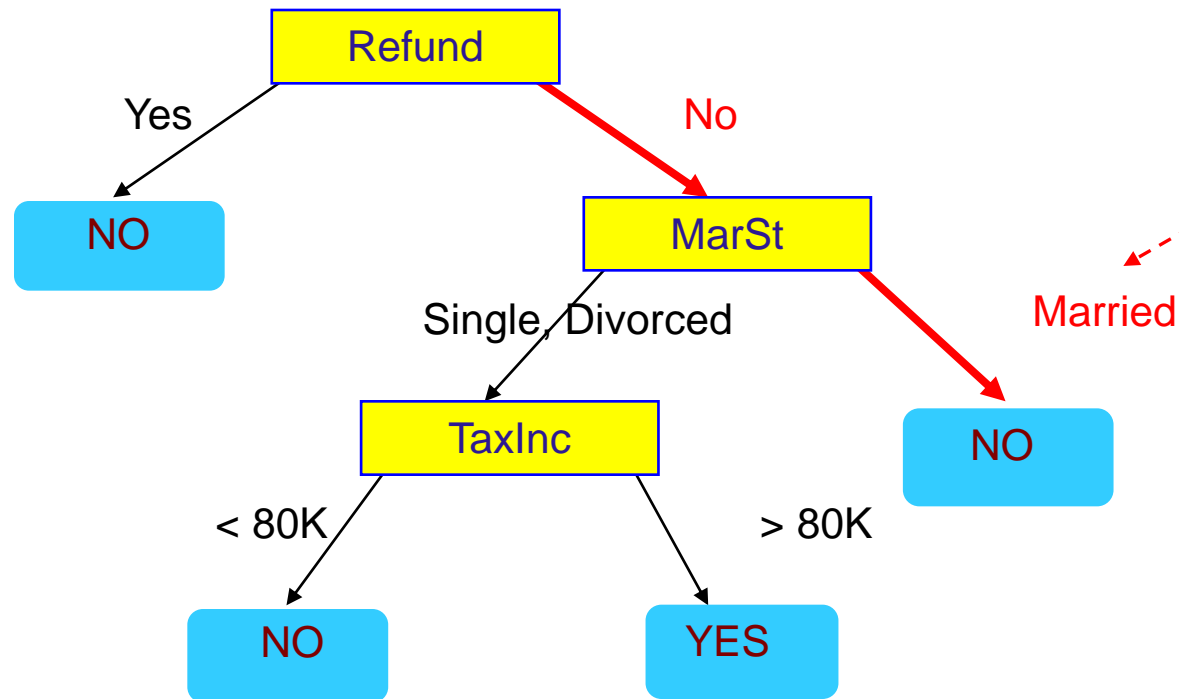 Refund
Yes
No
NO
MarSt
Single, Divorced
Married
TaxInc
NO
< 80K
> 80K
NO
YES